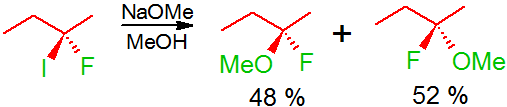 NaOMe
MeOH
I F
MeO F
+
F OMe
48 %
52 %